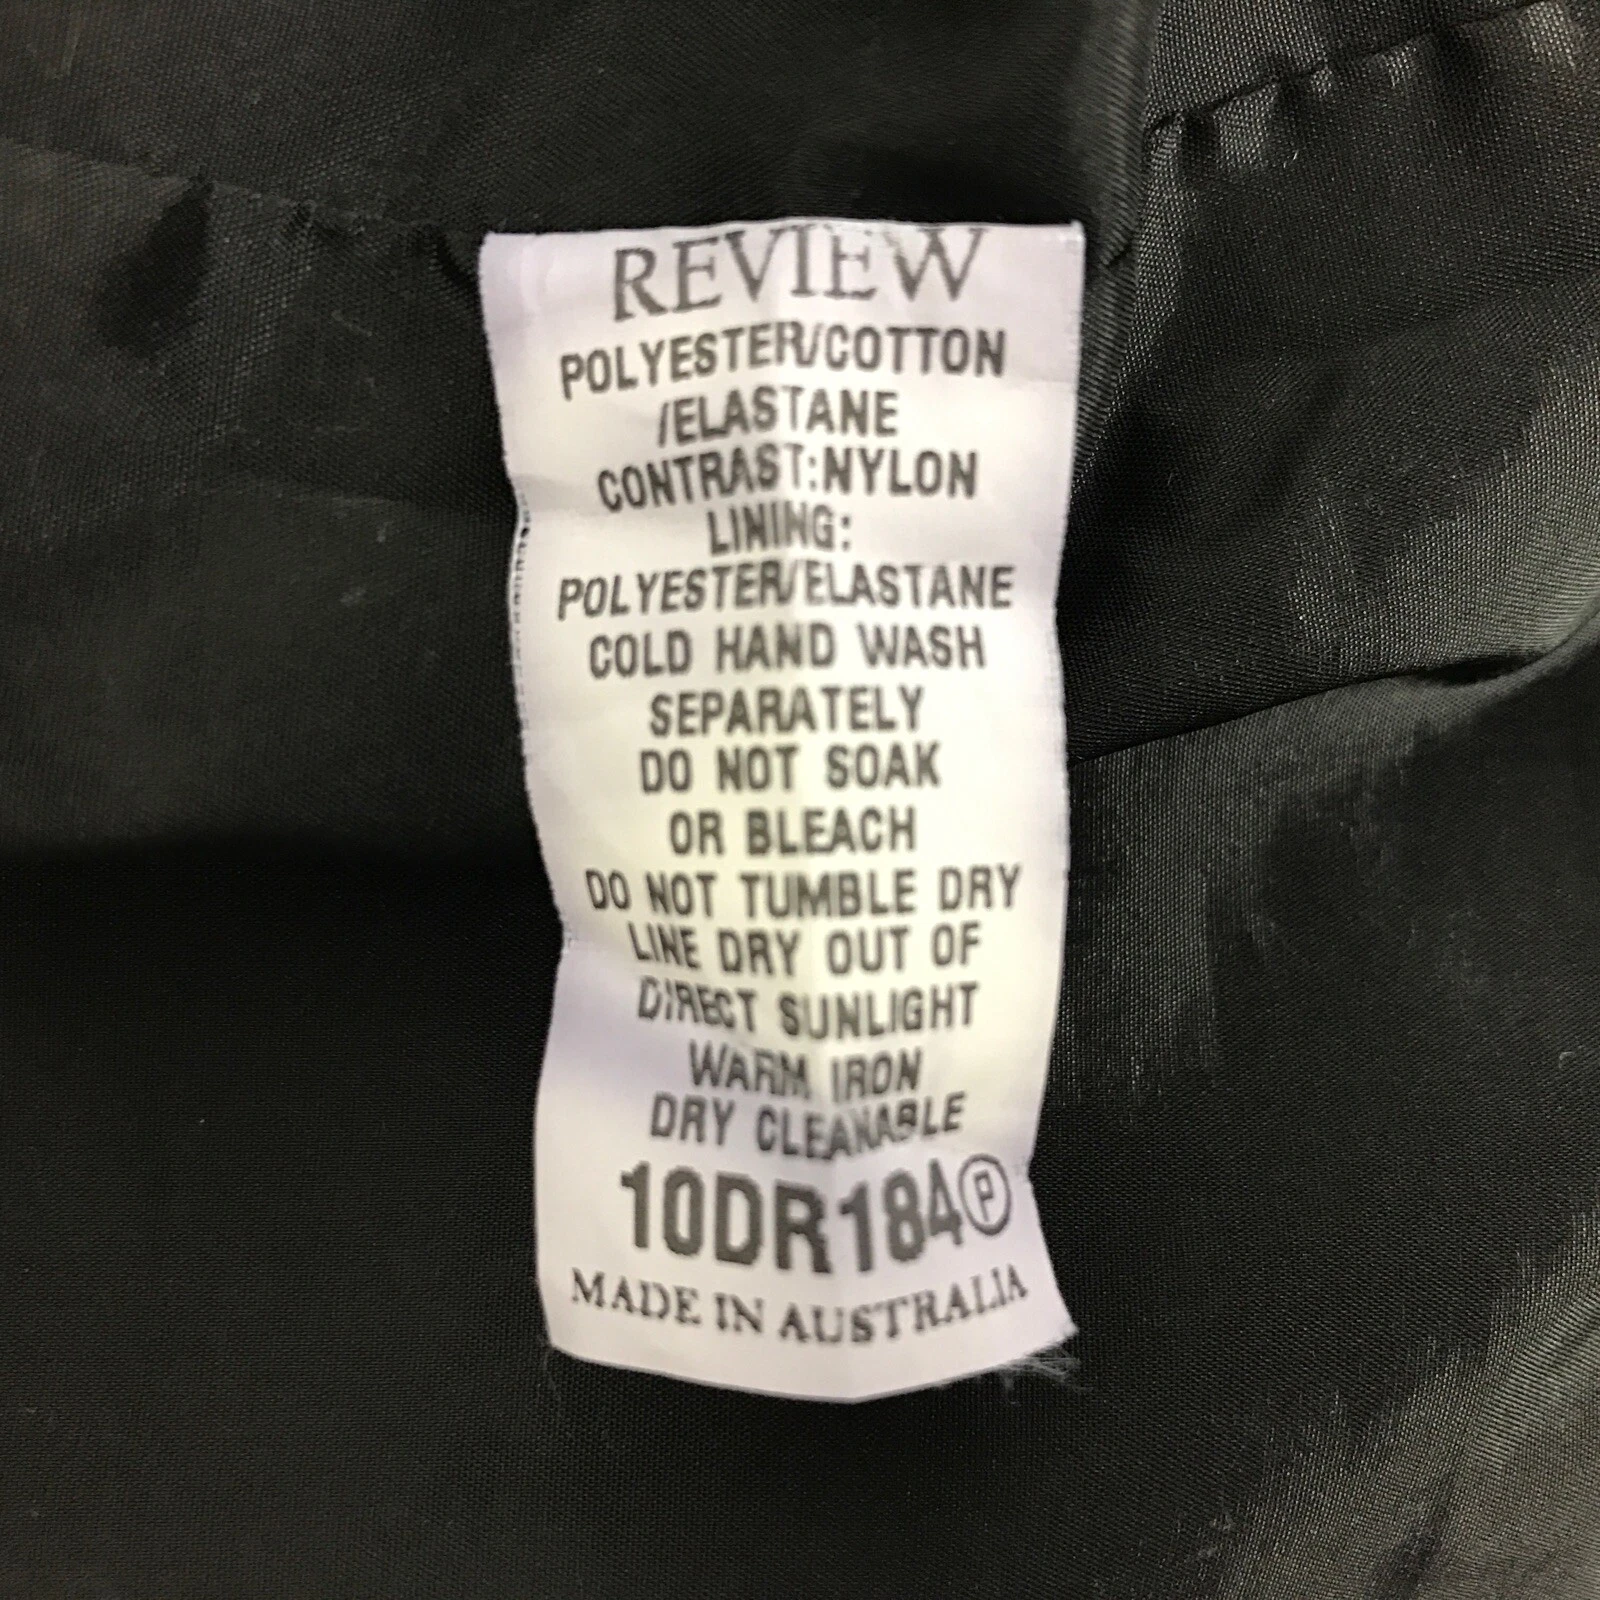 REVIEW
POLYESTER/COTTON
/ELASTANE
CONTRAST:NYLON
LINING:
POLYESTER/ELASTANE
COLD HAND WASH
SEPARATELY
DO NOT SOAK
OR BLEACH
DO NOT TUMBLE DRY
LINE DRY OUT OF
DIRECT SUNLIGHT
WARM IRON
DRY CLEANABLE
10DR184 Ⓟ
MADE IN AUSTRALIA